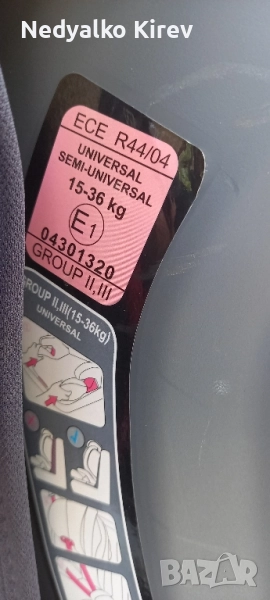 Nedyalko Kirev
ECE R44/04
UNIVERSAL
SEMI-UNIVERSAL
15-36 kg
E1
04301320
GROUP II,III
GROUP II,III(15-36kg)
UNIVERSAL
BAZAR